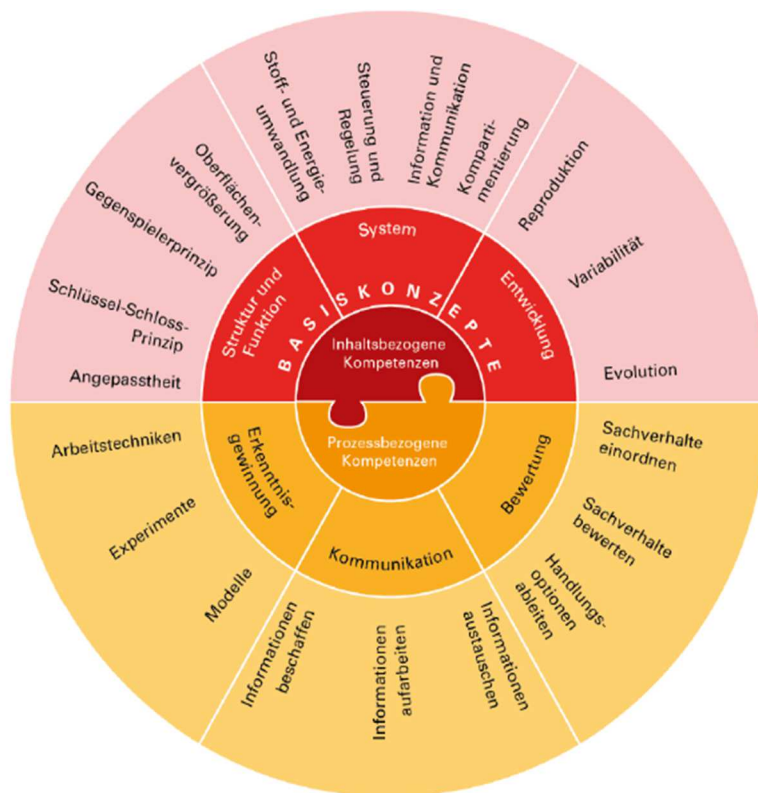 Stoff- und Energie-
umwandlung
Steuerung und
Regelung
Information und
Kommunikation
Komparti-
mentierung
Oberflächen-
vergrößerung
Gegenspielerprinzip
Schlüssel-Schloss-
Prinzip
Angepasstheit
Reproduktion
Variabilität
Evolution
System
Struktur und
Funktion
Entwicklung
BASISKONZEPTE
Inhaltsbezogene
Kompetenzen
Prozessbezogene
Kompetenzen
Erkenntnis-
gewinnung
Kommunikation
Bewertung
Arbeitstechniken
Experimente
Modelle
Informationen
beschaffen
Informationen
aufarbeiten
Informationen
austauschen
Handlungs-
optionen
ableiten
Sachverhalte
bewerten
Sachverhalte
einordnen